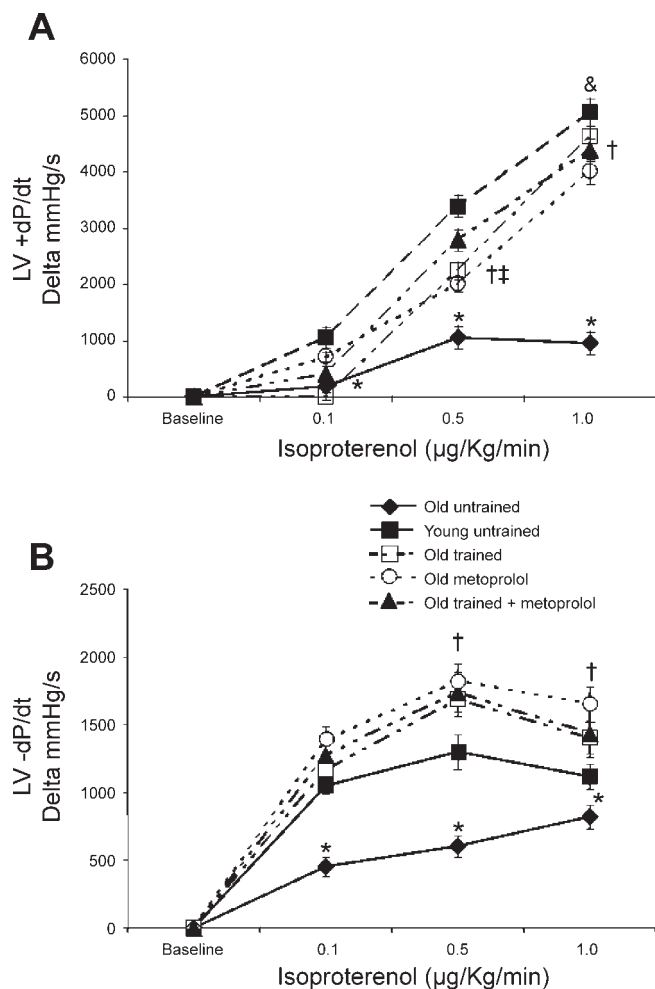 A
LV +dP/dt
Delta mmHg/s
6000
5000
4000
3000
2000
1000
0
&
†
†‡
*
*
*
Baseline
0.1
0.5
1.0
Isoproterenol (µg/Kg/min)
Old untrained
Young untrained
Old trained
Old metoprolol
Old trained + metoprolol
B
LV -dP/dt
Delta mmHg/s
2500
2000
1500
1000
500
0
†
†
*
*
*
Baseline
0.1
0.5
1.0
Isoproterenol (µg/Kg/min)